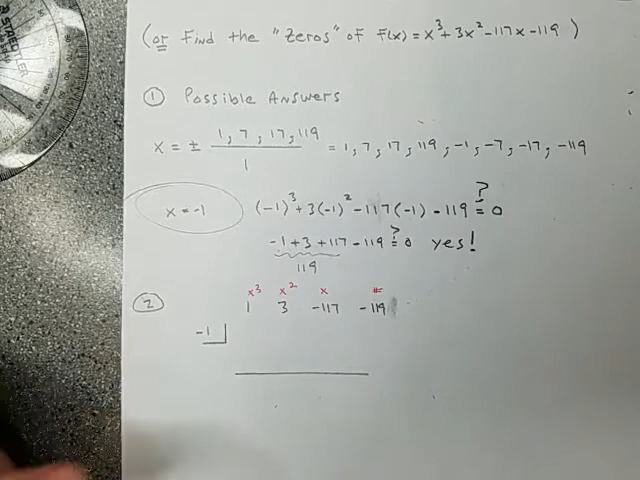 (or Find the "Zeros" of f(x) = x³ + 3x² - 117x - 119 )
① Possible Answers
x = ± 1, 7, 17, 119 / 1 = 1, 7, 17, 119, -1, -7, -17, -119
x = -1 (-1)³ + 3(-1)² - 117(-1) - 119 ≟ 0
-1 + 3 + 117 - 119 ≟ 0 yes!
119
② x³ x² x #
1 3 -117 -119
-1
STAEDTLER